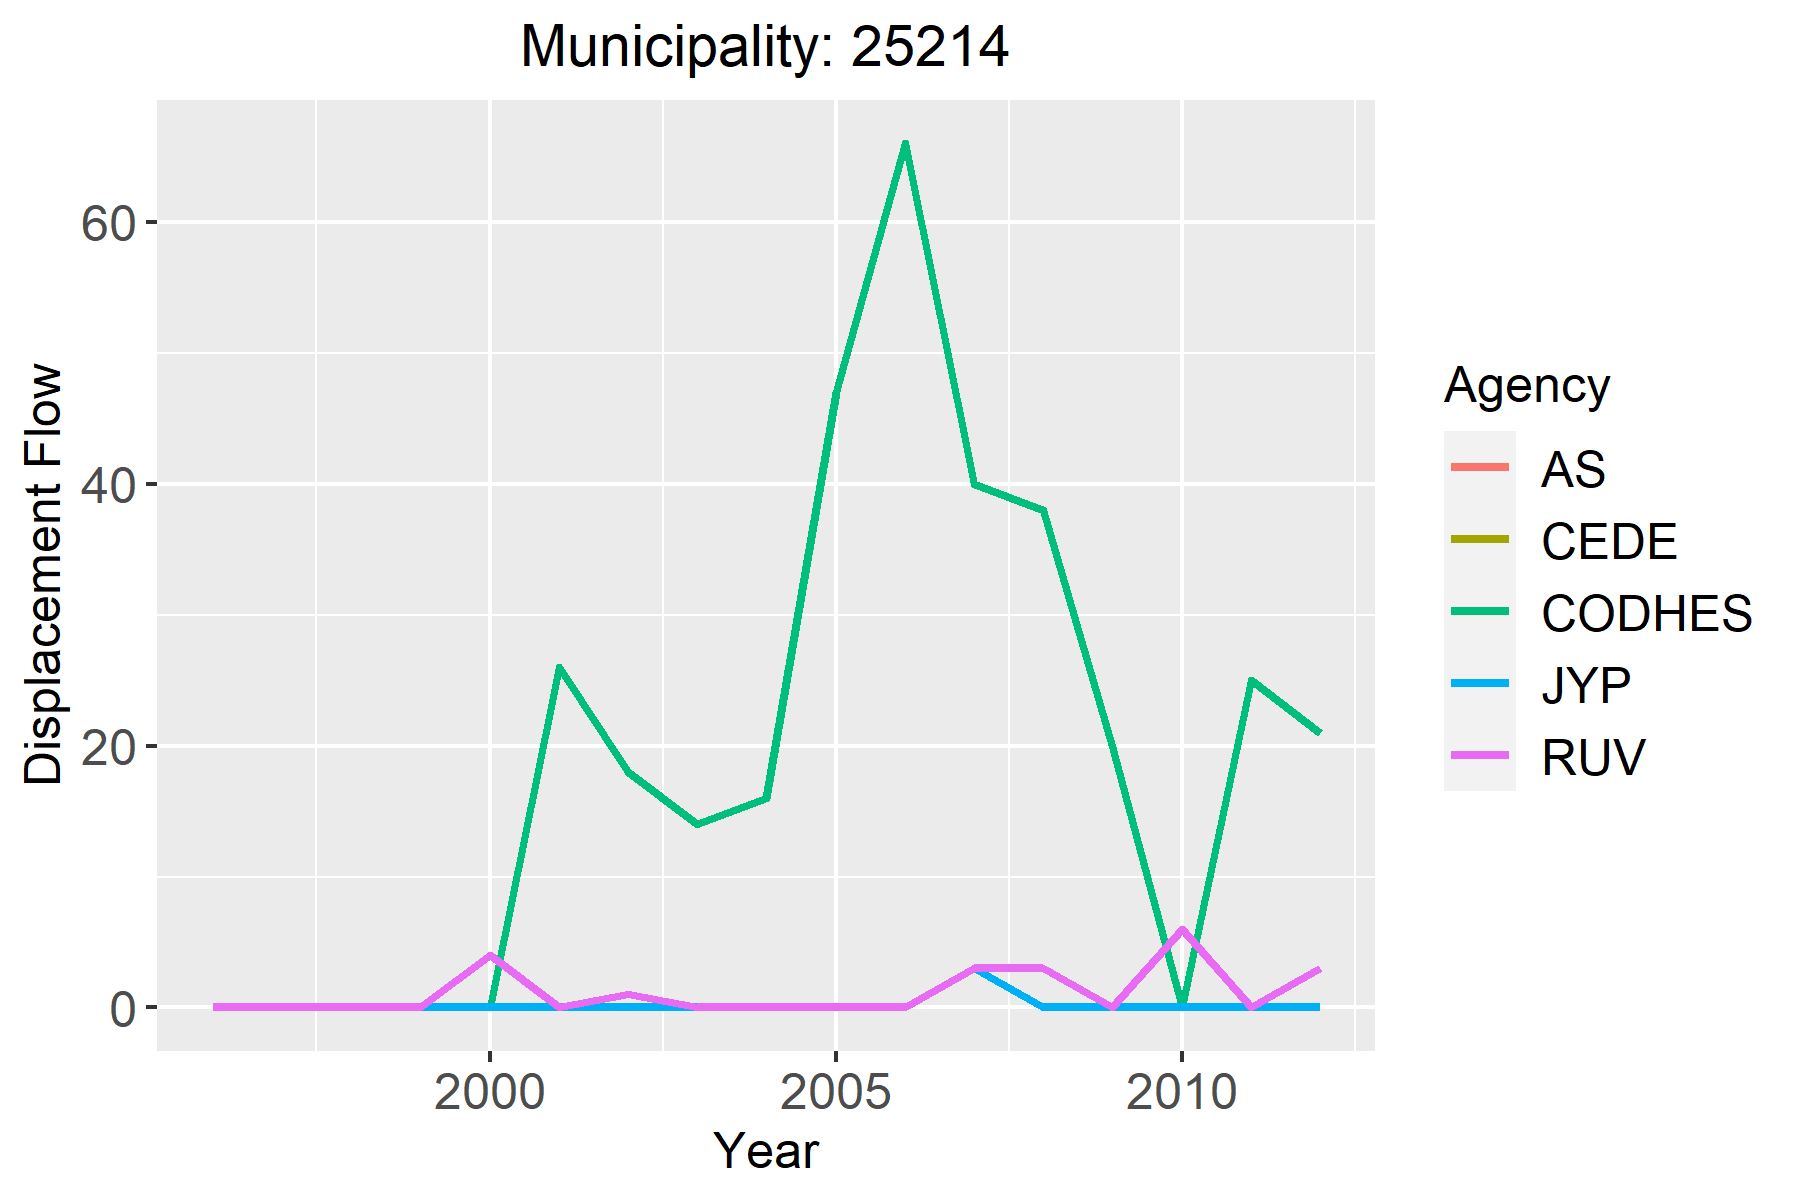 Municipality: 25214
Displacement Flow
60
40
20
0
2000 2005 2010
Year
Agency
AS
CEDE
CODHES
JYP
RUV